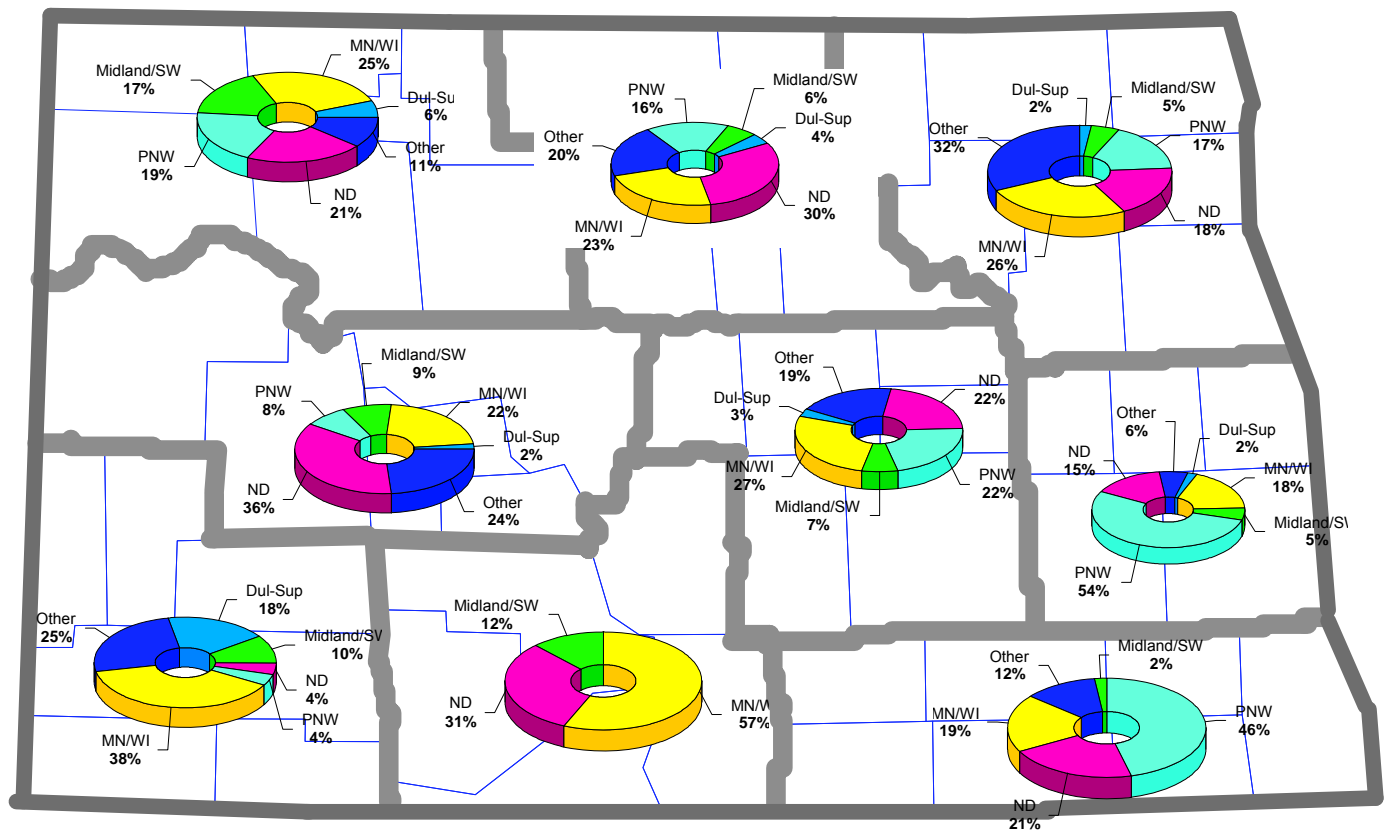 MN/WI
25%
Midland/SW
17%
Dul-Su
6%
Other
11%
PNW
19%
ND
21%
Midland/SW
6%
PNW
16%
Dul-Sup
4%
Other
20%
ND
30%
MN/WI
23%
Dul-Sup
2%
Midland/SW
5%
Other
32%
PNW
17%
ND
18%
MN/WI
26%
Midland/SW
9%
PNW
8%
MN/WI
22%
Dul-Sup
2%
ND
36%
Other
24%
Other
19%
ND
22%
Dul-Sup
3%
MN/WI
27%
PNW
22%
Midland/SW
7%
Other
6%
Dul-Sup
2%
ND
15%
MN/WI
18%
Midland/S\
5%
PNW
54%
Dul-Sup
18%
Other
25%
Midland/SW
10%
ND
4%
PNW
4%
MN/WI
38%
Midland/SW
12%
ND
31%
MN/W
57%
Midland/SW
2%
Other
12%
MN/WI
19%
PNW
46%
ND
21%